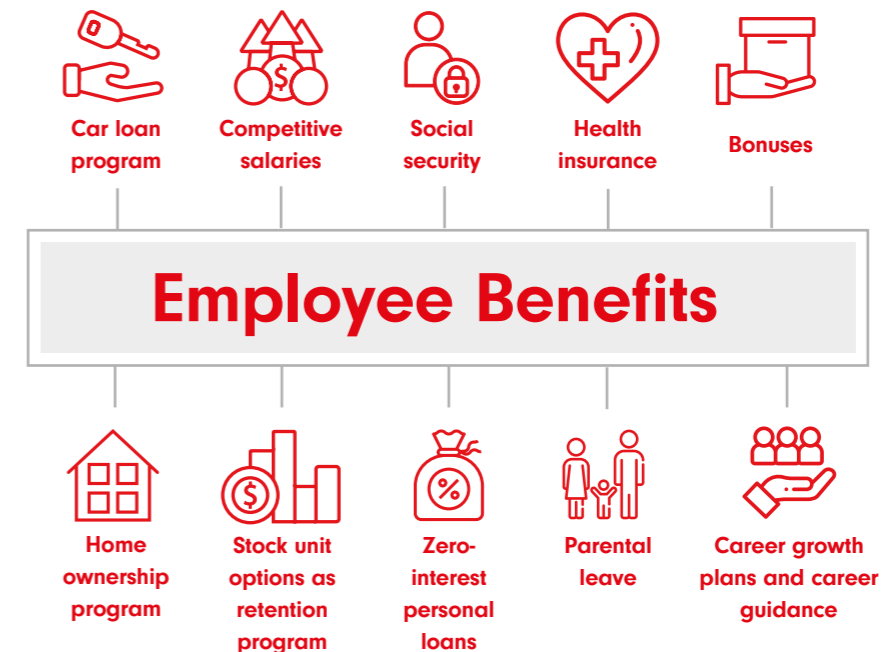 Car loan
program
Competitive
salaries
Social
security
Health
insurance
Bonuses
Employee Benefits
Home
ownership
program
Stock unit
options as
retention
program
Zero-
interest
personal
loans
Parental
leave
Career growth
plans and career
guidance